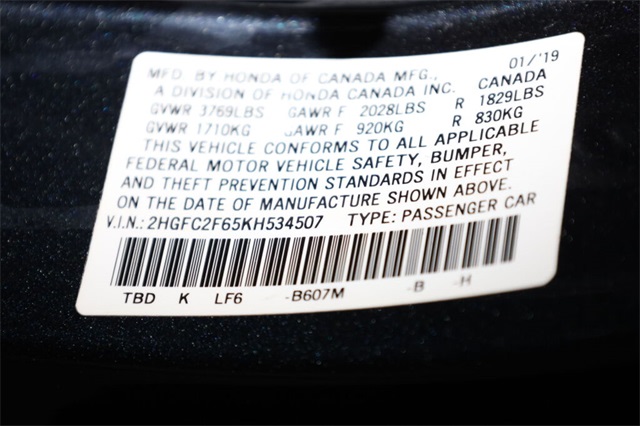 MFD. BY HONDA OF CANADA MFG., 01/'19
A DIVISION OF HONDA CANADA INC. CANADA
GVWR 3769LBS GAWR F 2028LBS R 1829LBS
GVWR 1710KG GAWR F 920KG R 830KG
THIS VEHICLE CONFORMS TO ALL APPLICABLE
FEDERAL MOTOR VEHICLE SAFETY, BUMPER,
AND THEFT PREVENTION STANDARDS IN EFFECT
ON THE DATE OF MANUFACTURE SHOWN ABOVE.
V.I.N.: 2HGFC2F65KH534507 TYPE: PASSENGER CAR
TBD K LF6 -B607M -B -H